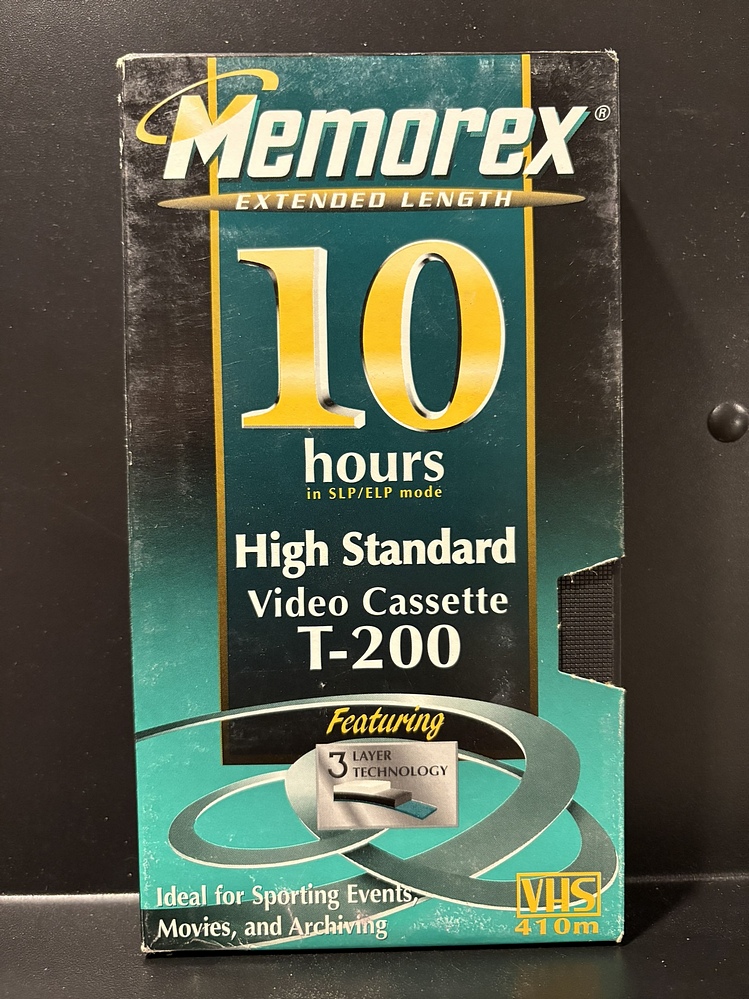 Memorex®
EXTENDED LENGTH
10
hours
in SLP/ELP mode
High Standard
Video Cassette
T-200
Featuring
3 LAYER
TECHNOLOGY
Ideal for Sporting Events,
Movies, and Archiving
VHS
410m